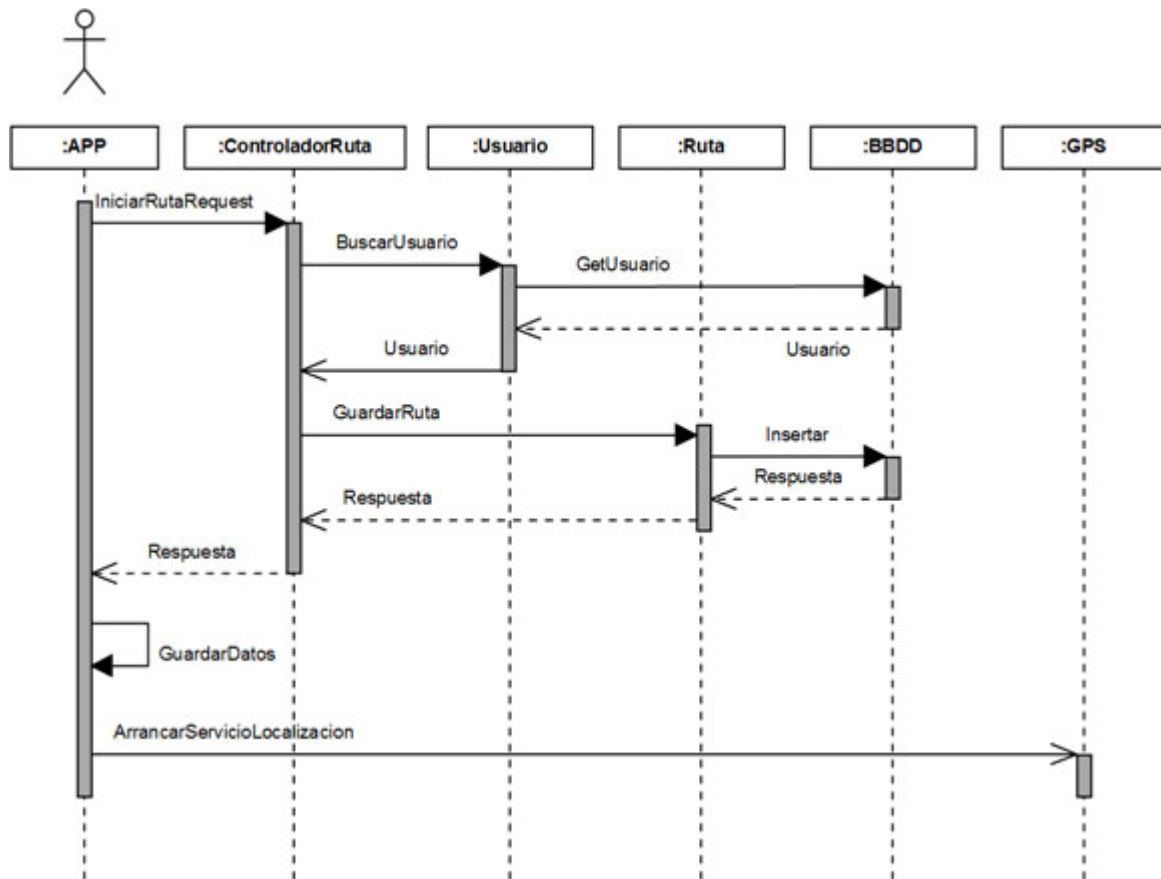 :APP
:ControladorRuta
:Usuario
:Ruta
:BBDD
:GPS
IniciarRutaRequest
BuscarUsuario
GetUsuario
Usuario
Usuario
GuardarRuta
Insertar
Respuesta
Respuesta
Respuesta
GuardarDatos
ArrancarServicioLocalizacion